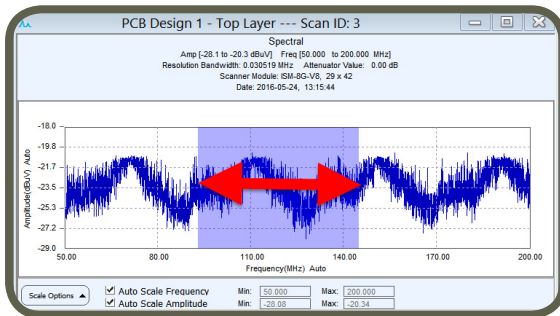 PCB Design 1 - Top Layer --- Scan ID: 3
Spectral
Amp [-28.1 to -20.3 dBuV] Freq [50.000 to 200.000 MHz]
Resolution Bandwidth: 0.030519 MHz Attenuator Value: 0.00 dB
Scanner Module: ISM-8G-V8, 29 x 42
Date: 2016-05-24, 13:15:44
Amplitude(dBuV) Auto
-18.0
-19.8
-21.7
-23.5
-25.3
-27.2
-29.0
50.00 80.00 110.00 140.00 170.00 200.00
Frequency(MHz) Auto
Scale Options
Auto Scale Frequency Min: 50.000 Max: 200.000
Auto Scale Amplitude Min: -28.08 Max: -20.34